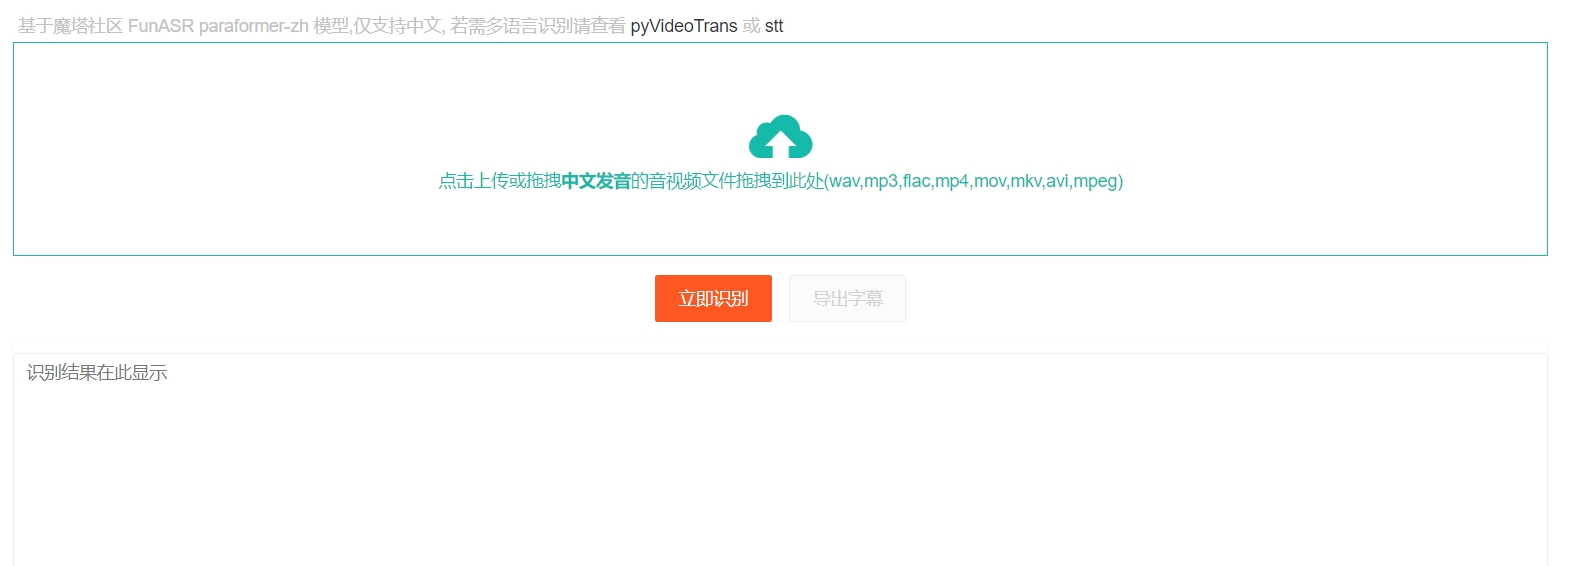 基于魔塔社区 FunASR paraformer-zh 模型,仅支持中文, 若需多语言识别请查看 pyVideoTrans 或 stt
点击上传或拖拽中文发音的音视频文件拖拽到此处(wav,mp3,flac,mp4,mov,mkv,avi,mpeg)
立即识别 导出字幕
识别结果在此显示